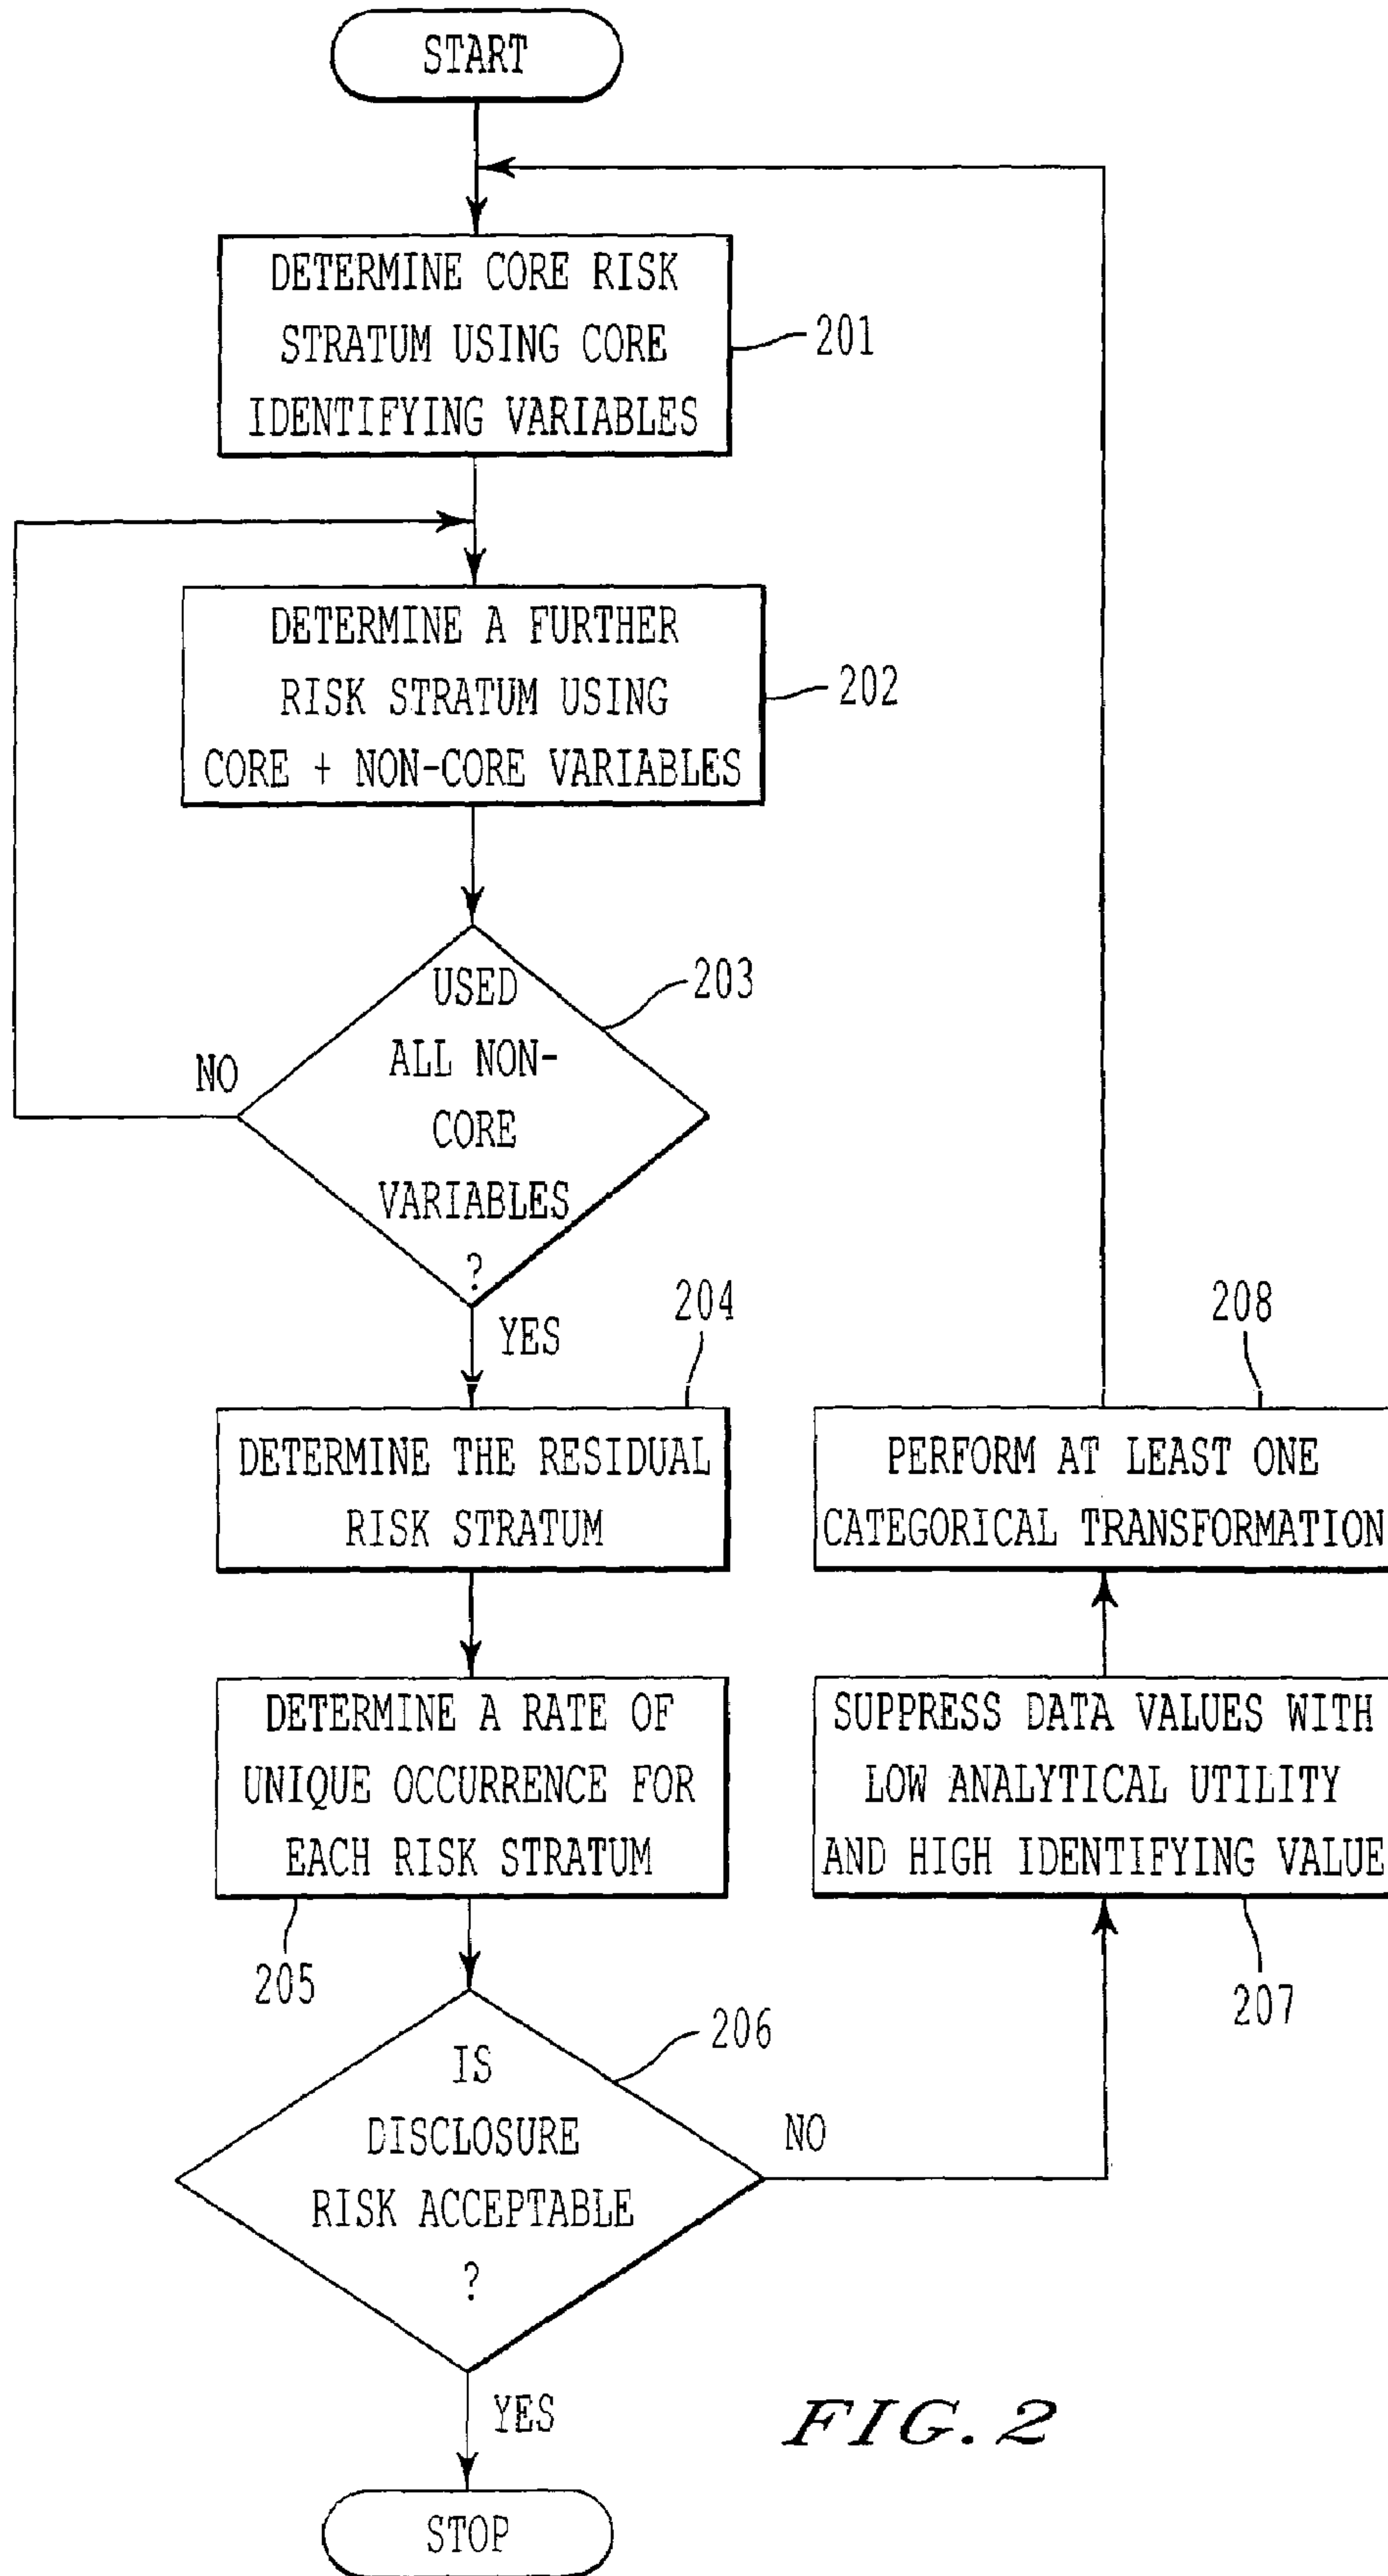 START
DETERMINE CORE RISK
STRATUM USING CORE
IDENTIFYING VARIABLES
201
DETERMINE A FURTHER
RISK STRATUM USING
CORE + NON-CORE VARIABLES
202
USED
ALL NON-
CORE
VARIABLES
?
203
NO
YES
204
DETERMINE THE RESIDUAL
RISK STRATUM
DETERMINE A RATE OF
UNIQUE OCCURRENCE FOR
EACH RISK STRATUM
205
IS
DISCLOSURE
RISK ACCEPTABLE
?
206
NO
YES
STOP
208
PERFORM AT LEAST ONE
CATEGORICAL TRANSFORMATION
SUPPRESS DATA VALUES WITH
LOW ANALYTICAL UTILITY
AND HIGH IDENTIFYING VALUE
207
FIG. 2